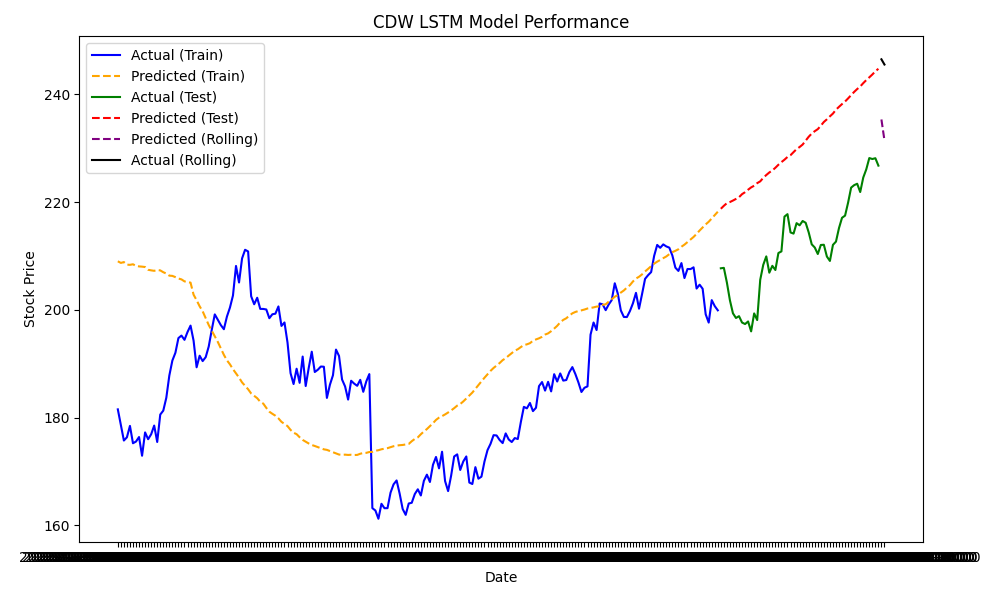 CDW LSTM Model Performance
Actual (Train)
Predicted (Train)
Actual (Test)
Predicted (Test)
Predicted (Rolling)
Actual (Rolling)
Stock Price
240
220
200
180
160
Date